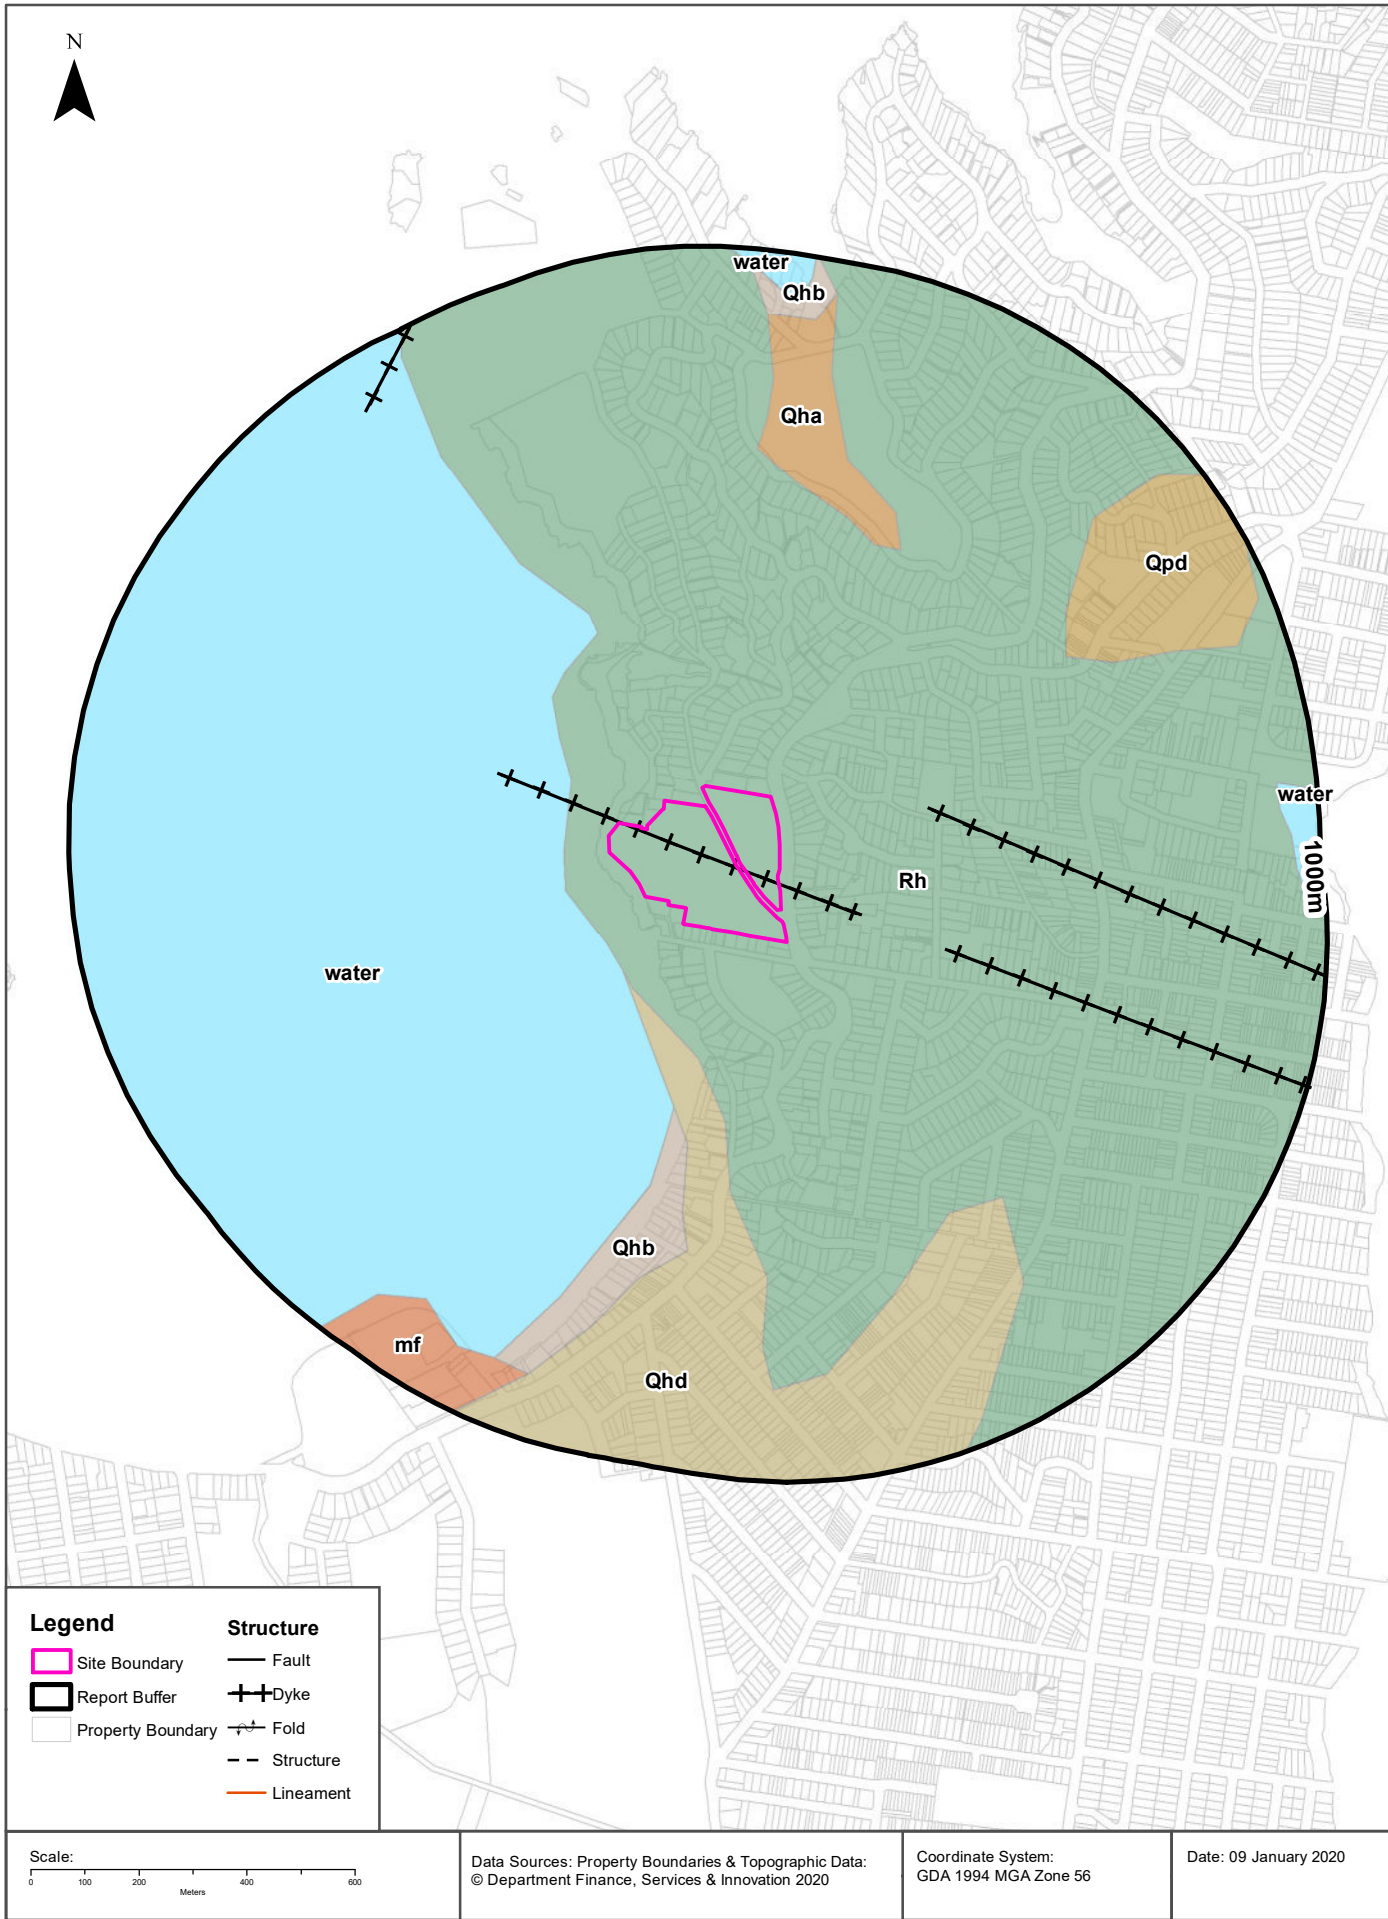 N
water
Qhb
Qha
Qpd
water
1000m
Rh
water
Qhb
mf
Qhd
Legend
Site Boundary
Report Buffer
Property Boundary
Structure
Fault
Dyke
Fold
Structure
Lineament
Scale:
0 100 200 400 600
Meters
Data Sources: Property Boundaries & Topographic Data:
© Department Finance, Services & Innovation 2020
Coordinate System:
GDA 1994 MGA Zone 56
Date: 09 January 2020